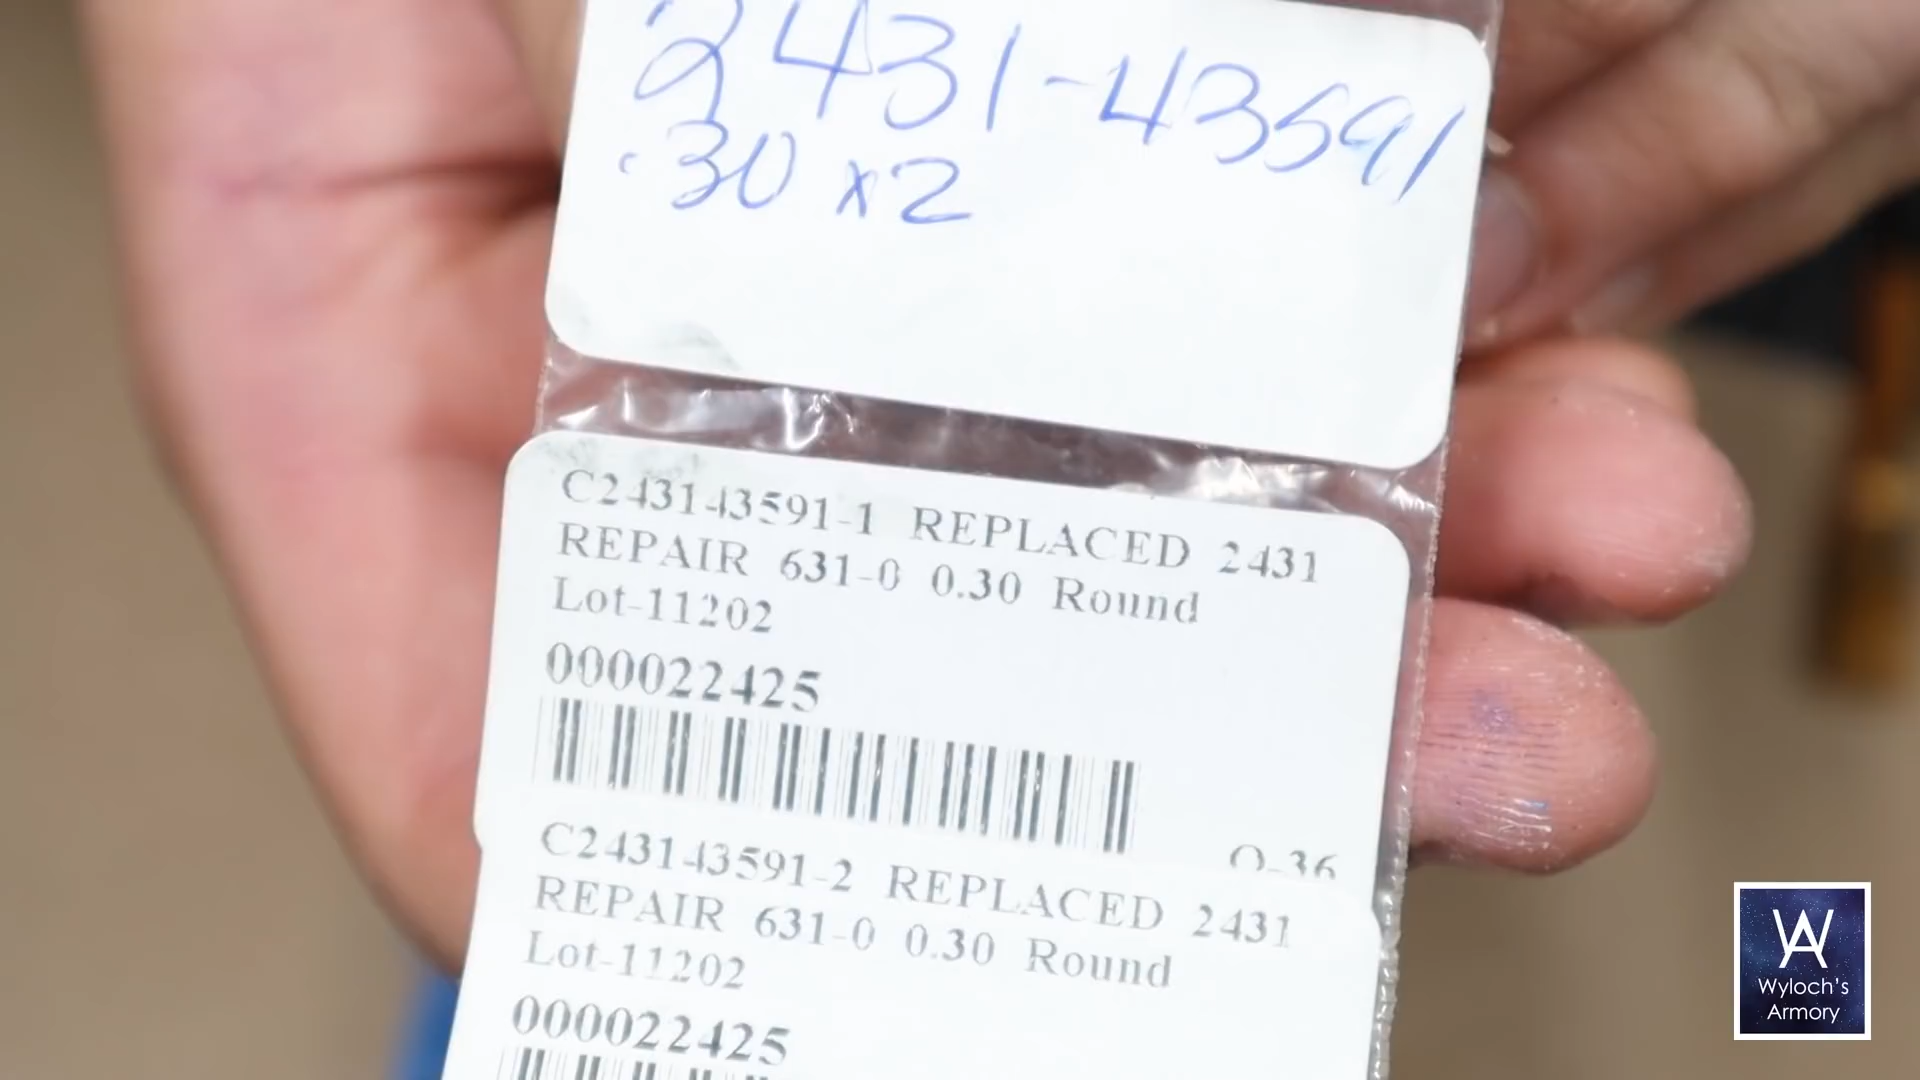 2431-43591
.30 x2
C243143591-1 REPLACED 2431
REPAIR 631-0 0.30 Round
Lot-11202
000022425
Q-36
C243143591-2 REPLACED 2431
REPAIR 631-0 0.30 Round
Lot-11202
000022425
WA
Wyloch's
Armory